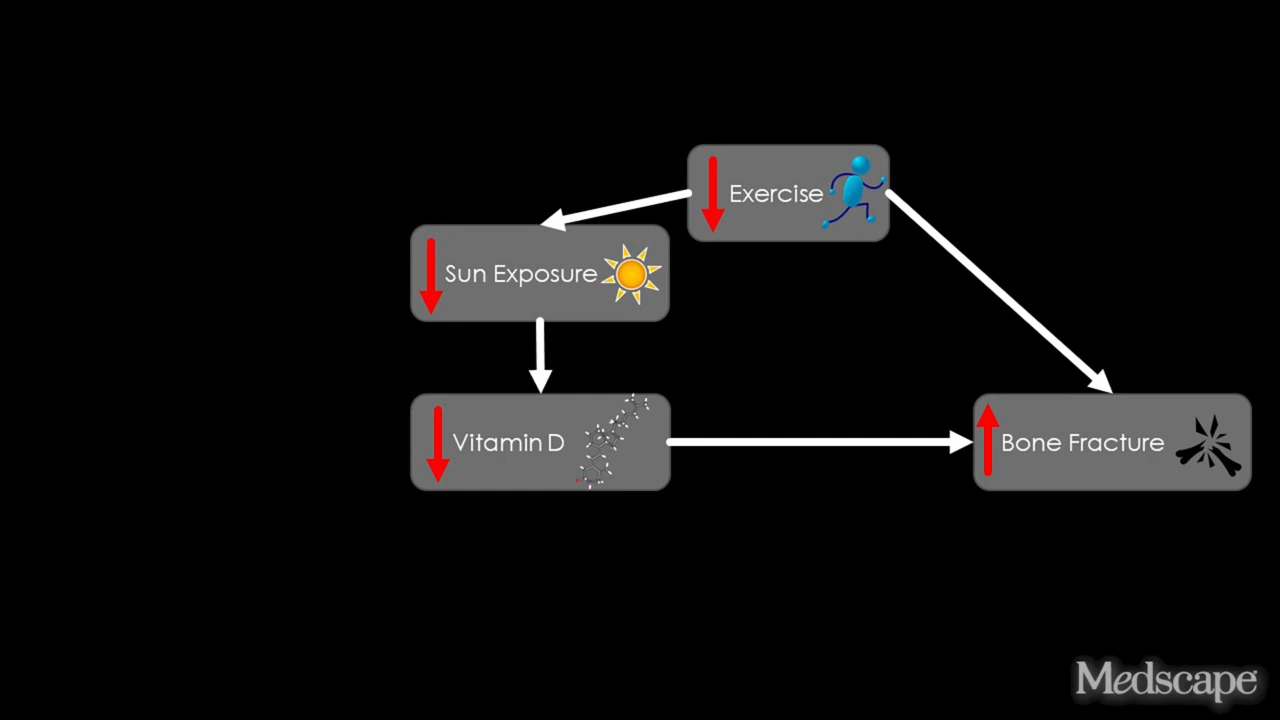 Exercise
Sun Exposure
Vitamin D
Bone Fracture
Medscape